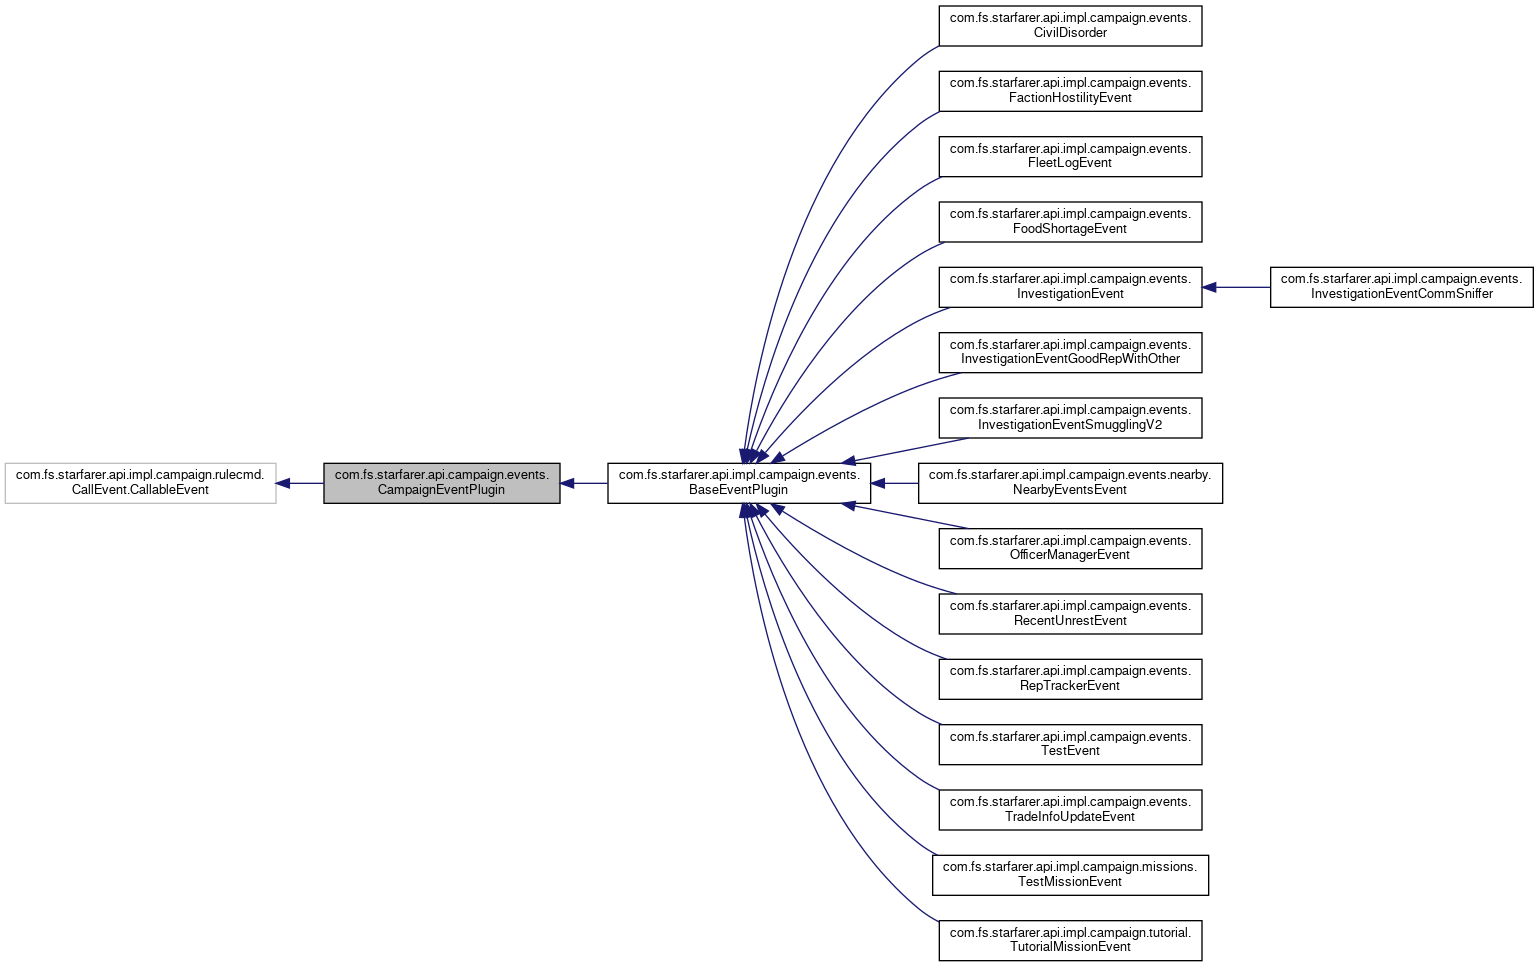 com.fs.starfarer.api.impl.campaign.events.
CivilDisorder
com.fs.starfarer.api.impl.campaign.events.
FactionHostilityEvent
com.fs.starfarer.api.impl.campaign.events.
FleetLogEvent
com.fs.starfarer.api.impl.campaign.events.
FoodShortageEvent
com.fs.starfarer.api.impl.campaign.events.
InvestigationEvent
com.fs.starfarer.api.impl.campaign.events.
InvestigationEventCommSniffer
com.fs.starfarer.api.impl.campaign.events.
InvestigationEventGoodRepWithOther
com.fs.starfarer.api.impl.campaign.events.
InvestigationEventSmugglingV2
com.fs.starfarer.api.impl.campaign.rulecmd.
CallEvent.CallableEvent
com.fs.starfarer.api.campaign.events.
CampaignEventPlugin
com.fs.starfarer.api.impl.campaign.events.
BaseEventPlugin
com.fs.starfarer.api.impl.campaign.events.nearby.
NearbyEventsEvent
com.fs.starfarer.api.impl.campaign.events.
OfficerManagerEvent
com.fs.starfarer.api.impl.campaign.events.
RecentUnrestEvent
com.fs.starfarer.api.impl.campaign.events.
RepTrackerEvent
com.fs.starfarer.api.impl.campaign.events.
TestEvent
com.fs.starfarer.api.impl.campaign.events.
TradeInfoUpdateEvent
com.fs.starfarer.api.impl.campaign.missions.
TestMissionEvent
com.fs.starfarer.api.impl.campaign.tutorial.
TutorialMissionEvent